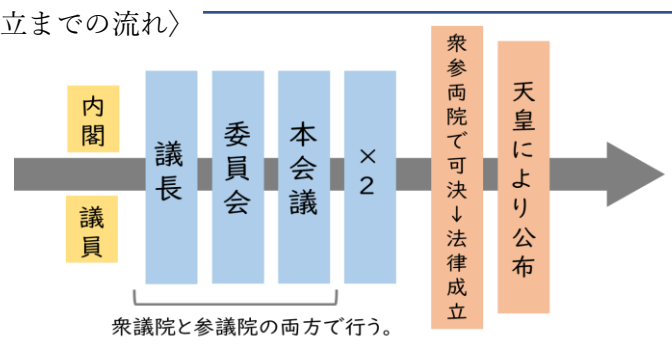 立までの流れ〉
内閣
議員
議長
委員会
本会議
×2
衆参両院で可決↓法律成立
天皇により公布
衆議院と参議院の両方で行う。